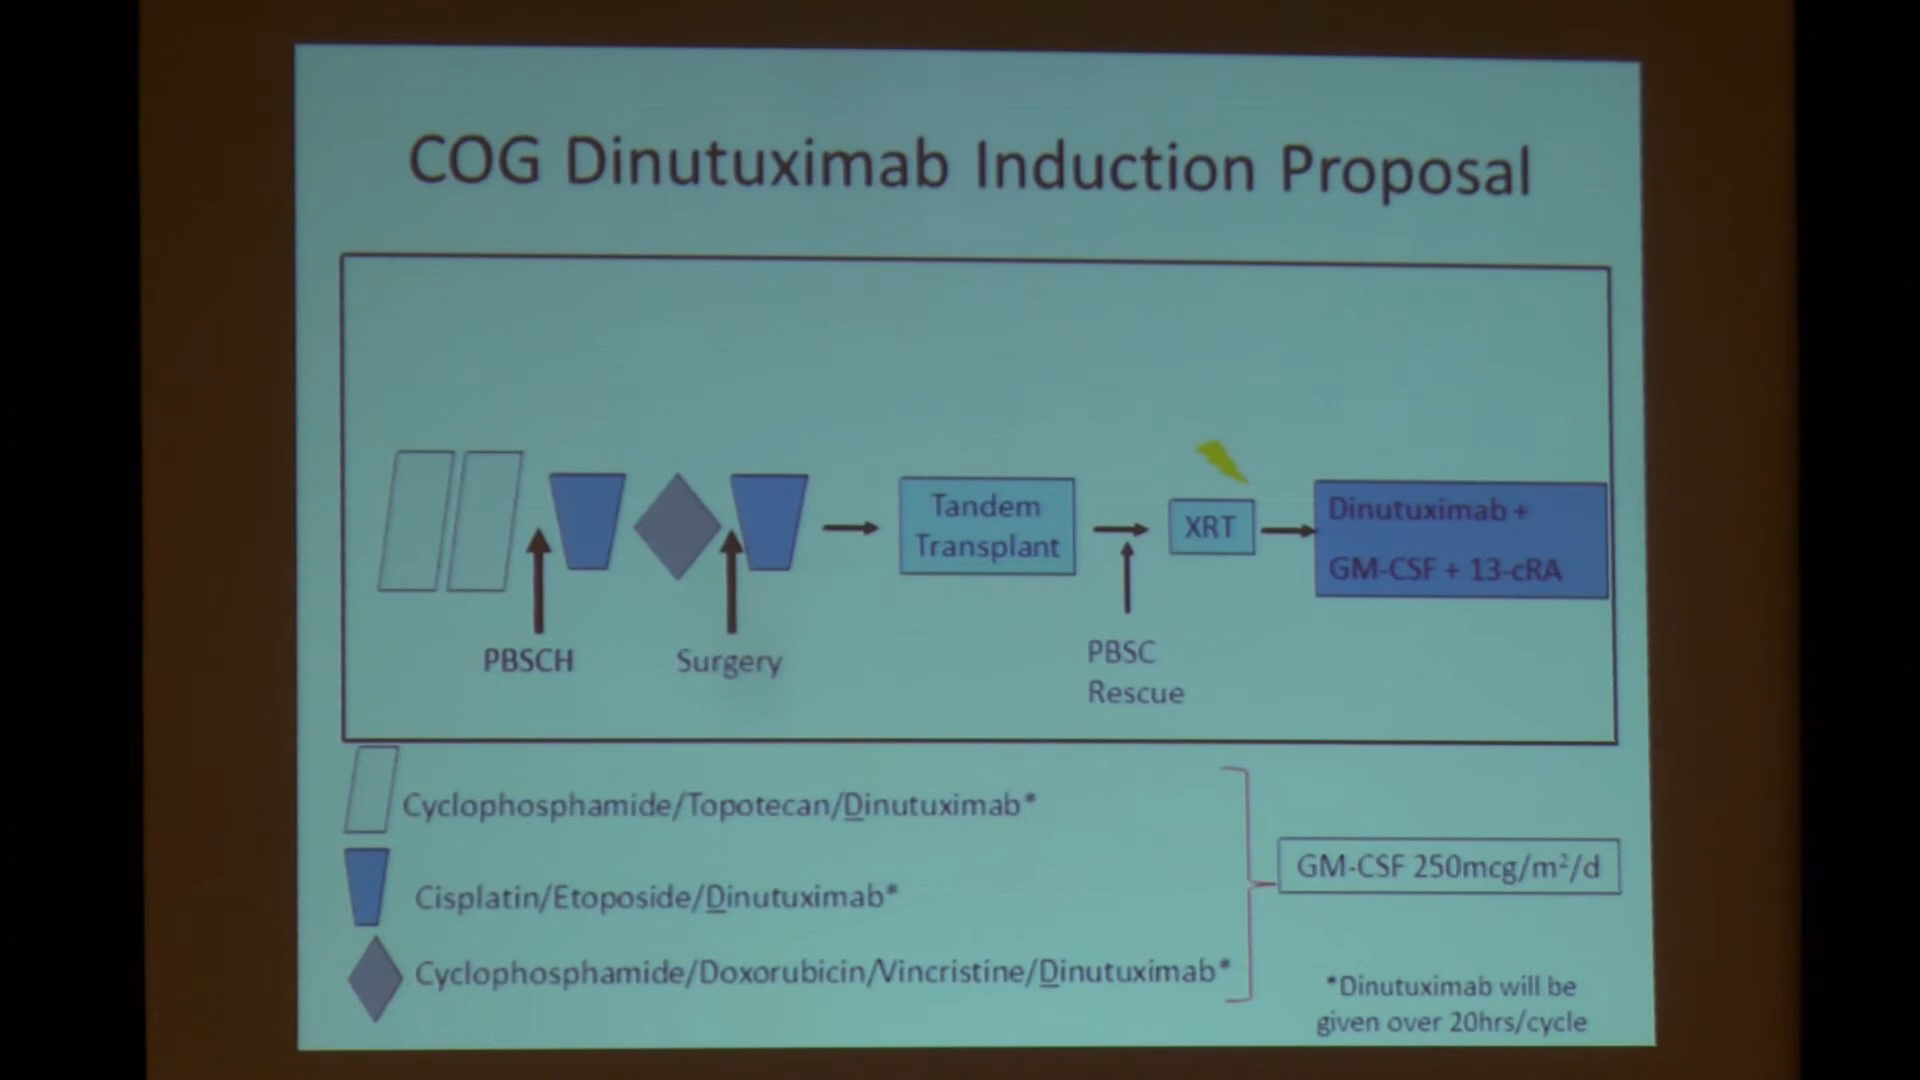 COG Dinutuximab Induction Proposal
Tandem
Transplant
XRT
Dinutuximab +
GM-CSF + 13-cRA
PBSCH
Surgery
PBSC
Rescue
Cyclophosphamide/Topotecan/Dinutuximab*
Cisplatin/Etoposide/Dinutuximab*
Cyclophosphamide/Doxorubicin/Vincristine/Dinutuximab*
GM-CSF 250mcg/m²/d
*Dinutuximab will be
given over 20hrs/cycle